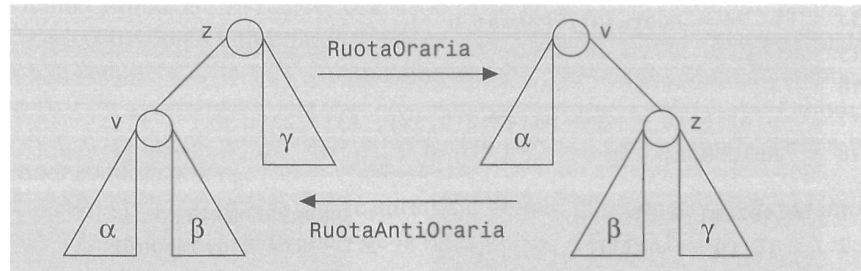 z
RuotaOraria
v
v
γ
α
z
α
β
RuotaAntiOraria
β
γ